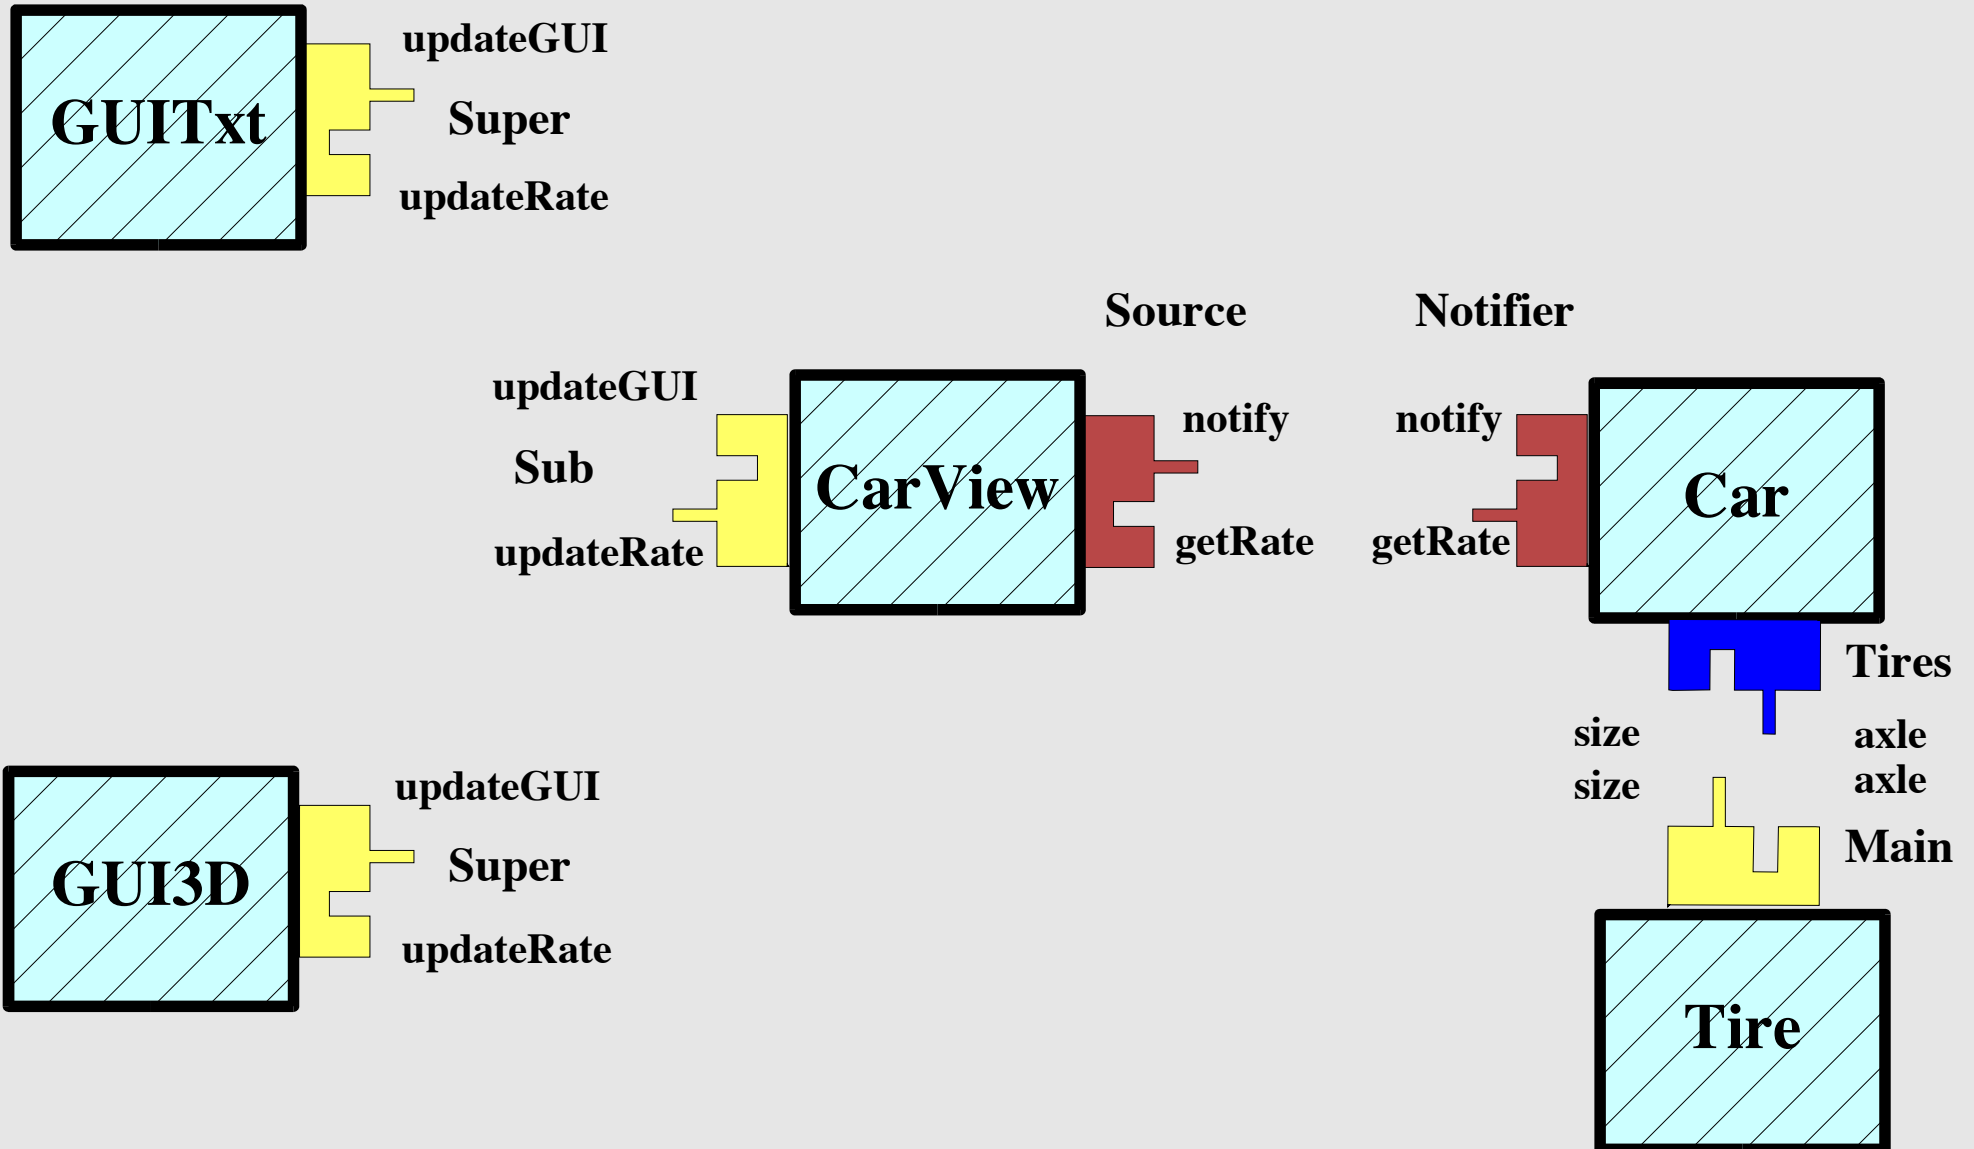 updateGUI
GUITxt
Super
updateRate
Source
Notifier
updateGUI
Sub
updateRate
CarView
notify
getRate
notify
getRate
Car
Tires
size
axle
size
axle
Main
Tire
updateGUI
GUI3D
Super
updateRate